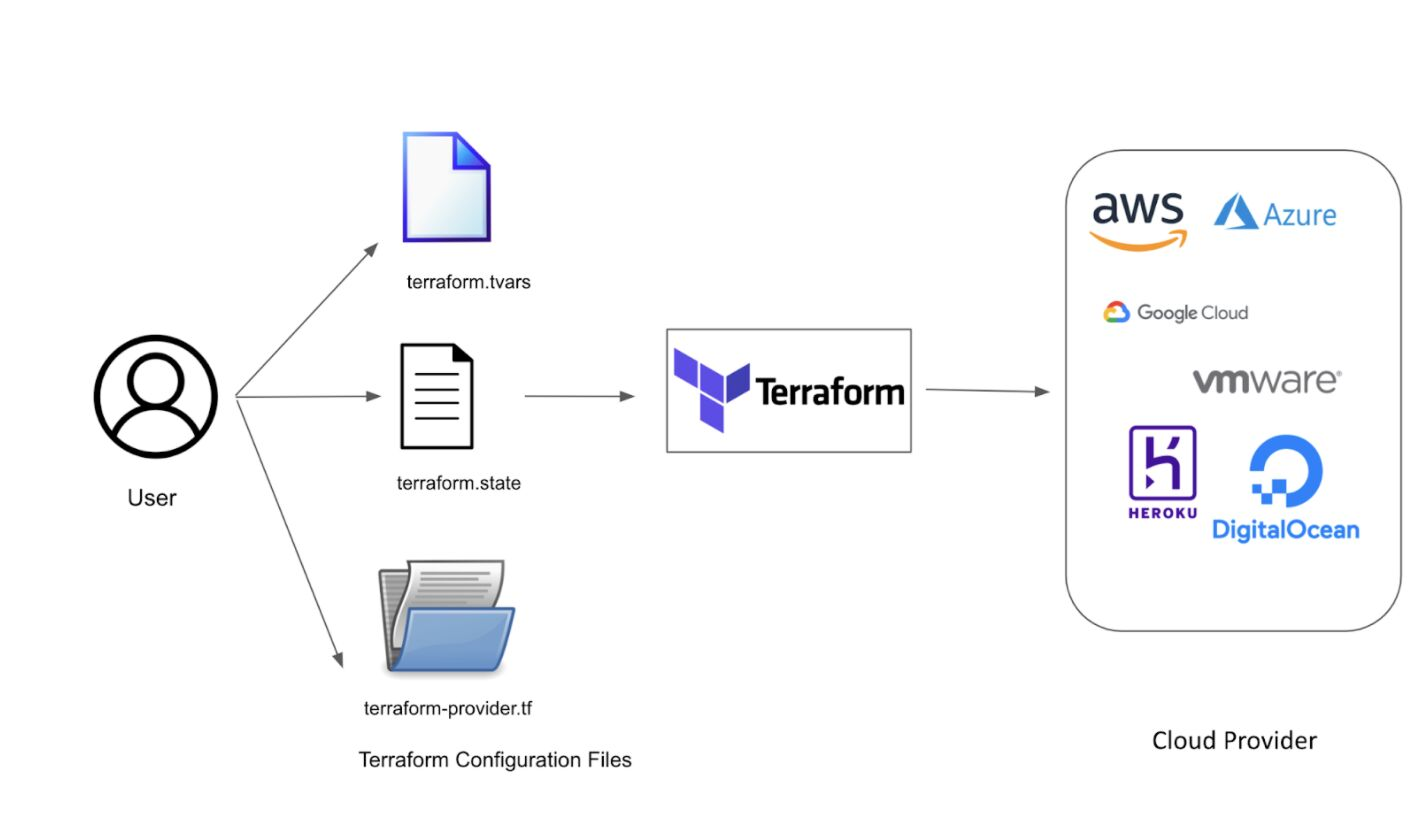 terraform.tvars
User
terraform.state
terraform-provider.tf
Terraform Configuration Files
Terraform
aws
Azure
Google Cloud
vmware®
HEROKU
DigitalOcean
Cloud Provider